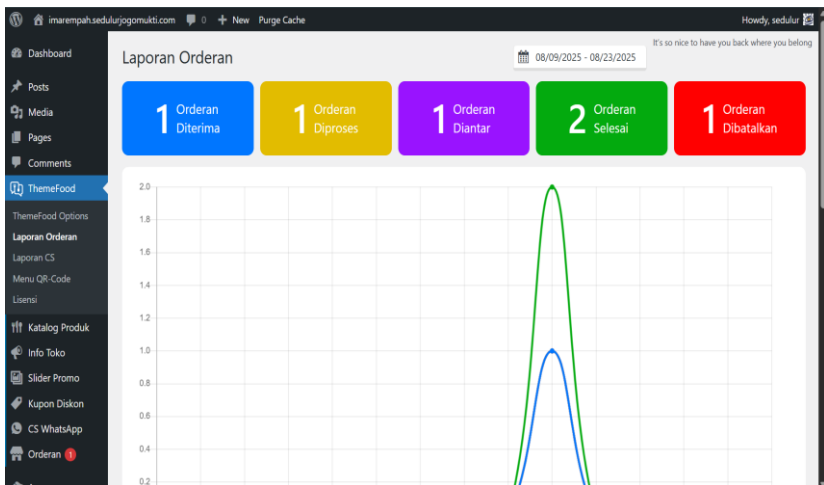 imarempah.sedulurjogomukti.com 0 New Purge Cache Howdy, sedulur
It's so nice to have you back where you belong
Dashboard
Posts
Media
Pages
Comments
ThemeFood
ThemeFood Options
Laporan Orderan
Laporan CS
Menu QR-Code
Lisensi
Katalog Produk
Info Toko
Slider Promo
Kupon Diskon
CS WhatsApp
Orderan 1
Laporan Orderan
08/09/2025 - 08/23/2025
1 Orderan Diterima
1 Orderan Diproses
1 Orderan Diantar
2 Orderan Selesai
1 Orderan Dibatalkan
2.0
1.8
1.6
1.4
1.2
1.0
0.8
0.6
0.4
0.2